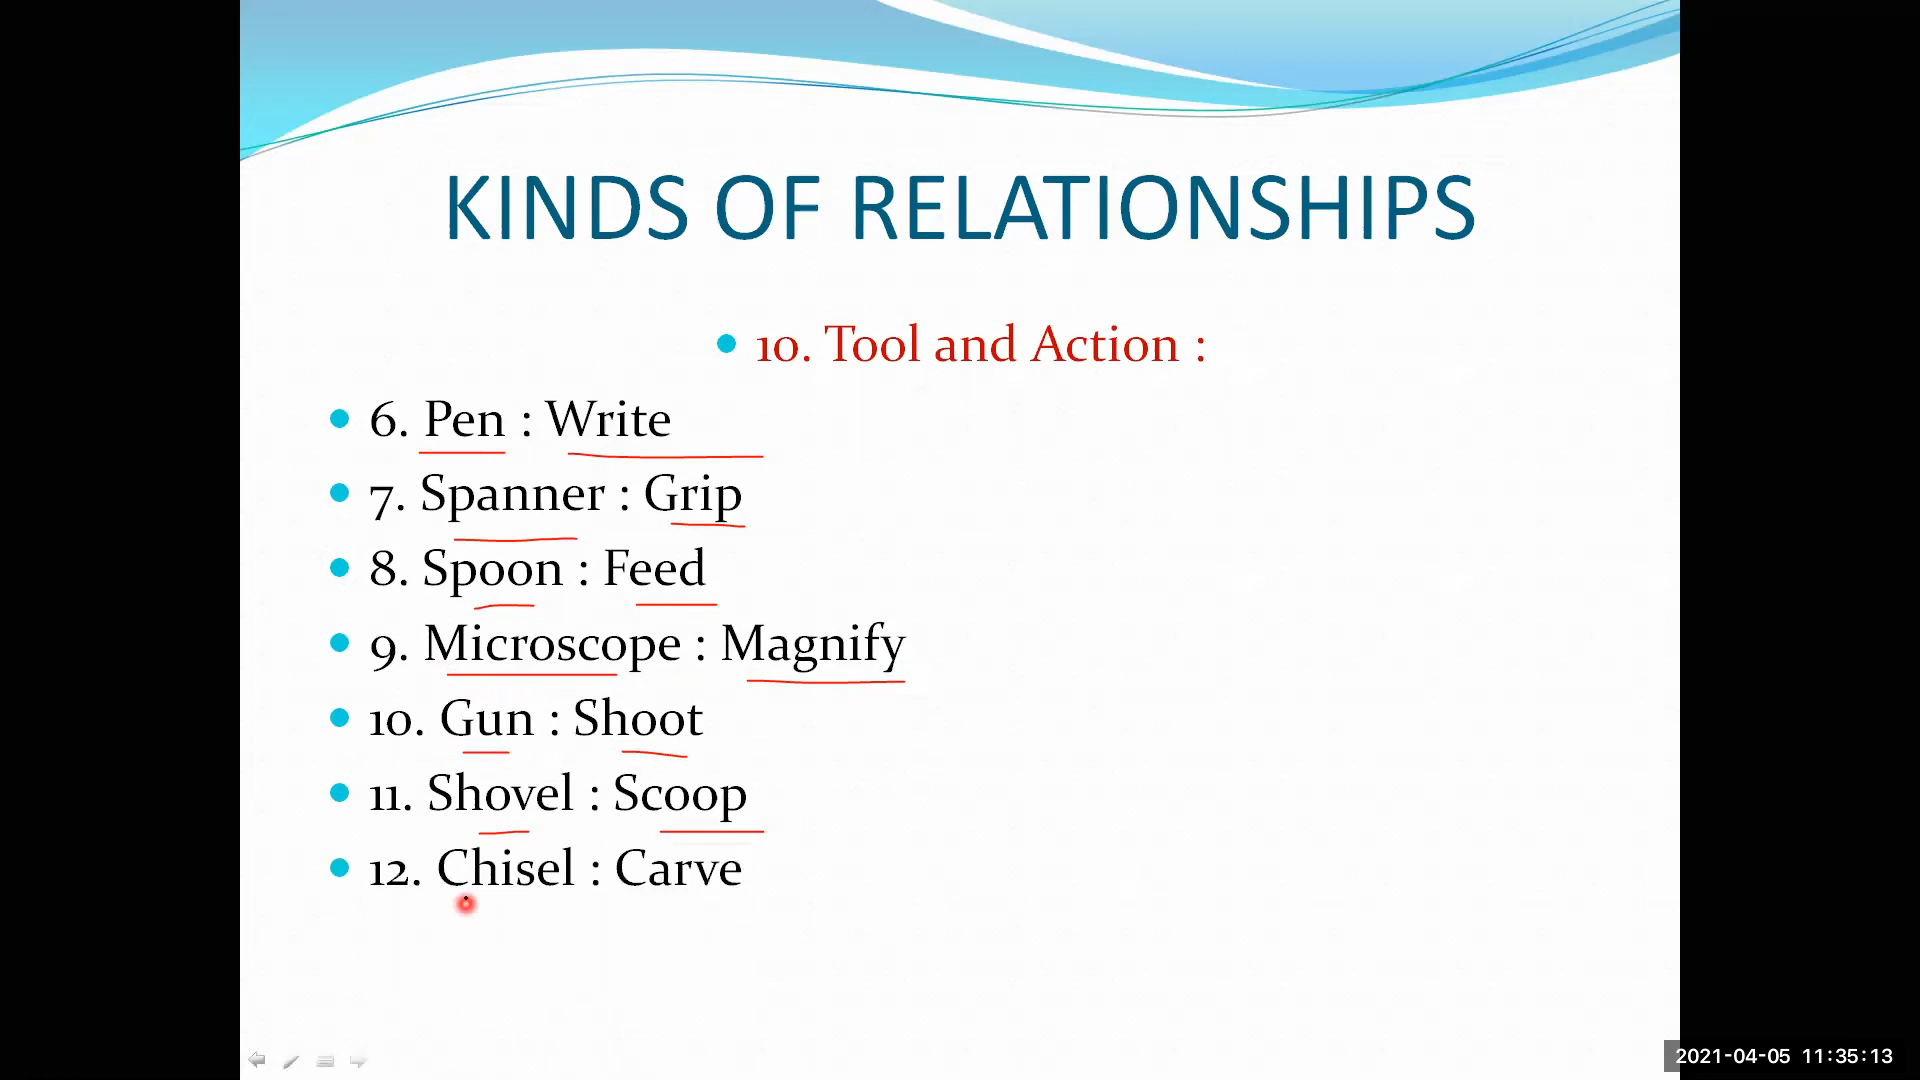 KINDS OF RELATIONSHIPS
10. Tool and Action :
6. Pen : Write
7. Spanner : Grip
8. Spoon : Feed
9. Microscope : Magnify
10. Gun : Shoot
11. Shovel : Scoop
12. Chisel : Carve
2021-04-05 11:35:13